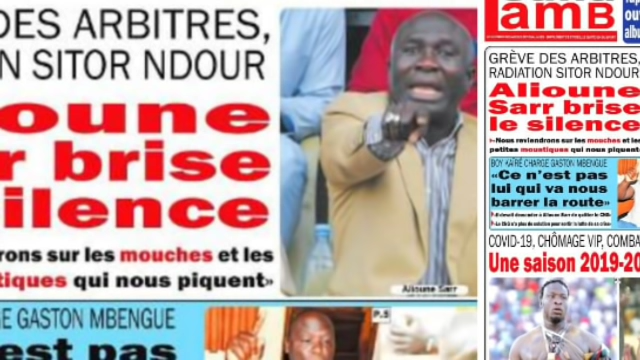 DES ARBITRES,
N SITOR NDOUR
oune
r brise
ilence
rons sur les mouches et les
tiques qui nous piquent»
Alioune Sarr
GE GASTON MBENGUE
est pas
P.5
LamB
GRÈVE DES ARBITRES,
RADIATION SITOR NDOUR
Alioune
Sarr brise
le silence
«Nous reviendrons sur les mouches et les
petites moustiques qui nous piquent»
BOY KAÏRÉ CHARGE GASTON MBENGUE
«Ce n'est pas
lui qui va nous
barrer la route»
COVID-19, CHÔMAGE VIP, COMBA
Une saison 2019-20